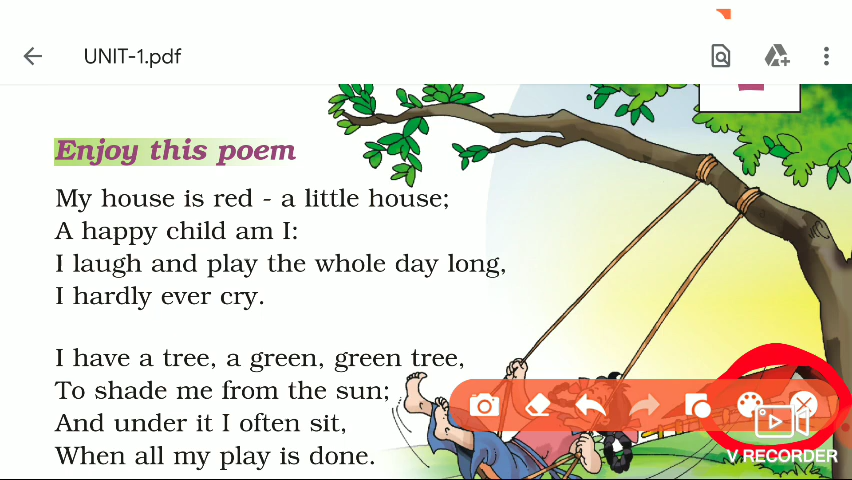 UNIT-1.pdf
Enjoy this poem
My house is red - a little house;
A happy child am I:
I laugh and play the whole day long,
I hardly ever cry.
I have a tree, a green, green tree,
To shade me from the sun;
And under it I often sit,
When all my play is done.
V.RECORDER